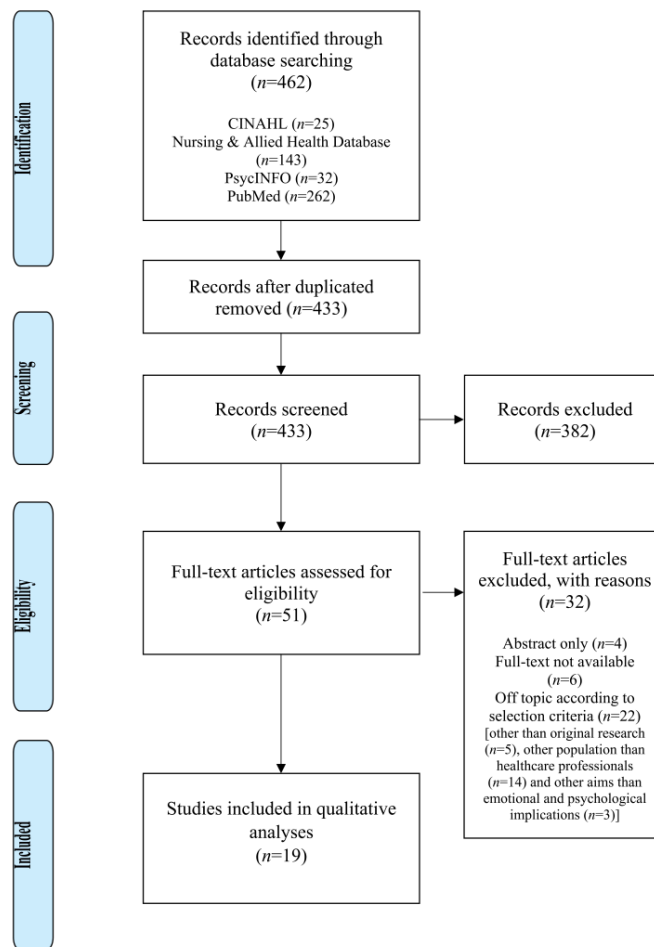 Identification
Records identified through
database searching
(n=462)
CINAHL (n=25)
Nursing & Allied Health Database
(n=143)
PsycINFO (n=32)
PubMed (n=262)
Records after duplicated
removed (n=433)
Screening
Records screened
(n=433)
Records excluded
(n=382)
Eligibility
Full-text articles assessed for
eligibility
(n=51)
Full-text articles
excluded, with reasons
(n=32)
Abstract only (n=4)
Full-text not available
(n=6)
Off topic according to
selection criteria (n=22)
[other than original research
(n=5), other population than
healthcare professionals
(n=14) and other aims than
emotional and psychological
implications (n=3)]
Included
Studies included in qualitative
analyses
(n=19)